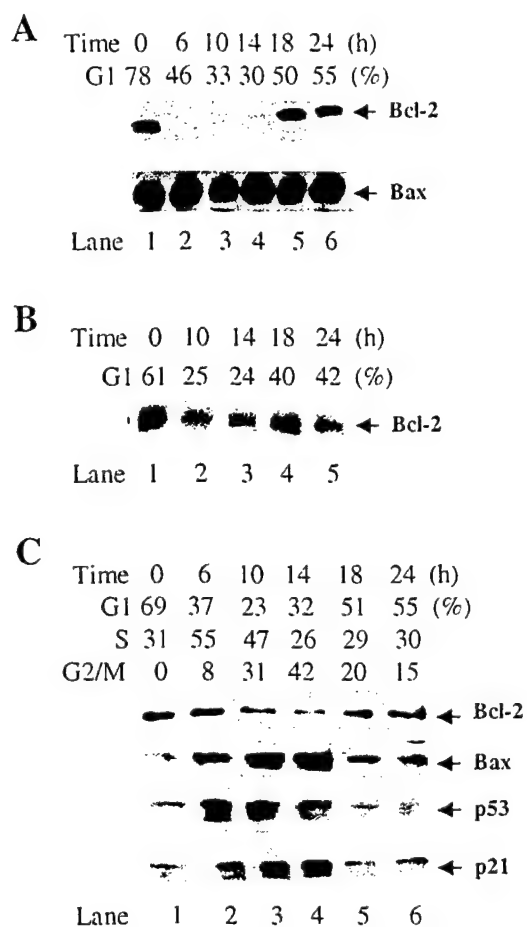 A
Time 0 6 10 14 18 24 (h)
G1 78 46 33 30 50 55 (%)
Bcl-2
Bax
Lane 1 2 3 4 5 6
B
Time 0 10 14 18 24 (h)
G1 61 25 24 40 42 (%)
Bcl-2
Lane 1 2 3 4 5
C
Time 0 6 10 14 18 24 (h)
G1 69 37 23 32 51 55 (%)
S 31 55 47 26 29 30
G2/M 0 8 31 42 20 15
Bcl-2
Bax
p53
p21
Lane 1 2 3 4 5 6